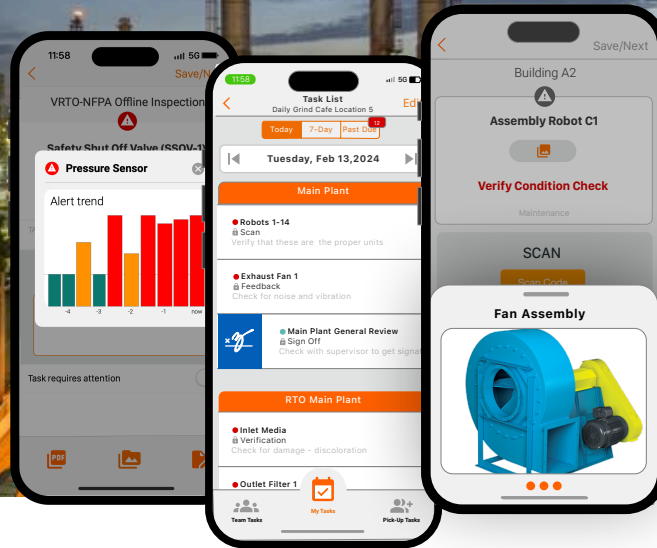 11:58
5G
Save/N
VRTO-NFPA Offline Inspection
Safety Shut Off Valve (SSOV-1)
Pressure Sensor
Alert trend
-4 -3 -2 -1 now
Task requires attention
PDF
11:58
5G
Task List
Daily Grind Cafe Location 5
Edi
Today
7-Day
Past Due
12
Tuesday, Feb 13,2024
Main Plant
Robots 1-14
Scan
Verify that these are the proper units
Exhaust Fan 1
Feedback
Check for noise and vibration
Main Plant General Review
Sign Off
Check with supervisor to get signat
RTO Main Plant
Inlet Media
Verification
Check for damage - discoloration
Outlet Filter 1
Team Tasks
My Tasks
Pick-Up Tasks
Save/Next
Building A2
Assembly Robot C1
Verify Condition Check
Maintenance
SCAN
Scan Code
Fan Assembly